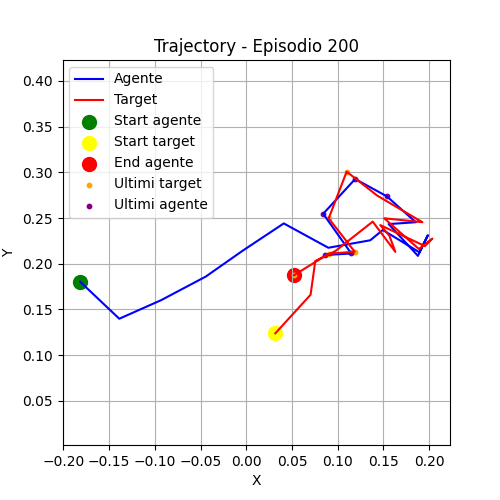 Trajectory - Episodio 200
Agente
Target
Start agente
Start target
End agente
Ultimi target
Ultimi agente
0.40
0.35
0.30
0.25
0.20
0.15
0.10
0.05
Y
−0.20 −0.15 −0.10 −0.05 0.00 0.05 0.10 0.15 0.20
X